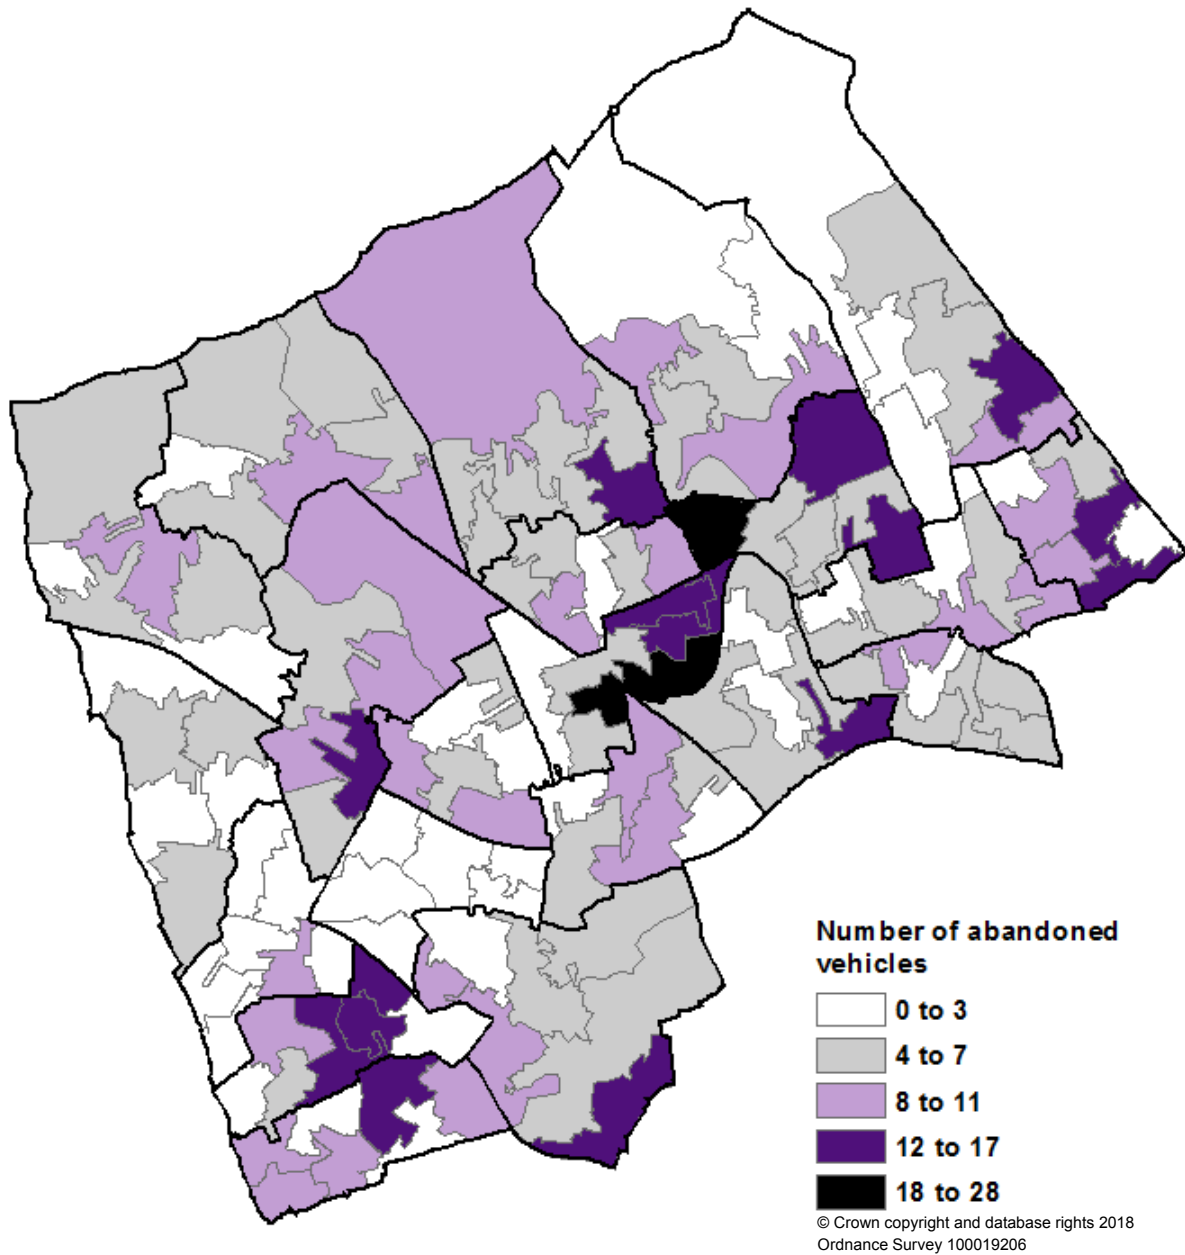 Number of abandoned
vehicles
0 to 3
4 to 7
8 to 11
12 to 17
18 to 28
© Crown copyright and database rights 2018
Ordnance Survey 100019206